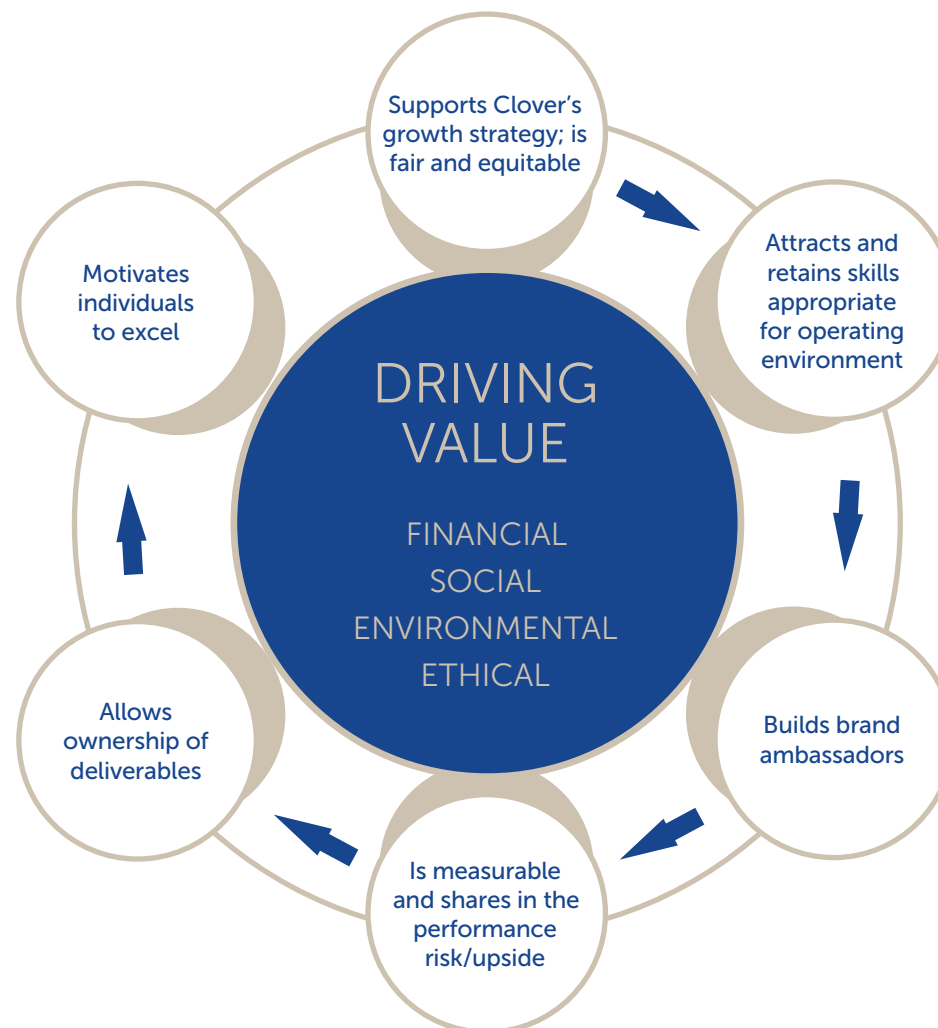 Supports Clover’s
growth strategy; is
fair and equitable
Attracts and
retains skills
appropriate
for operating
environment
Builds brand
ambassadors
Is measurable
and shares in the
performance
risk/upside
Allows
ownership of
deliverables
Motivates
individuals
to excel
DRIVING
VALUE
FINANCIAL
SOCIAL
ENVIRONMENTAL
ETHICAL